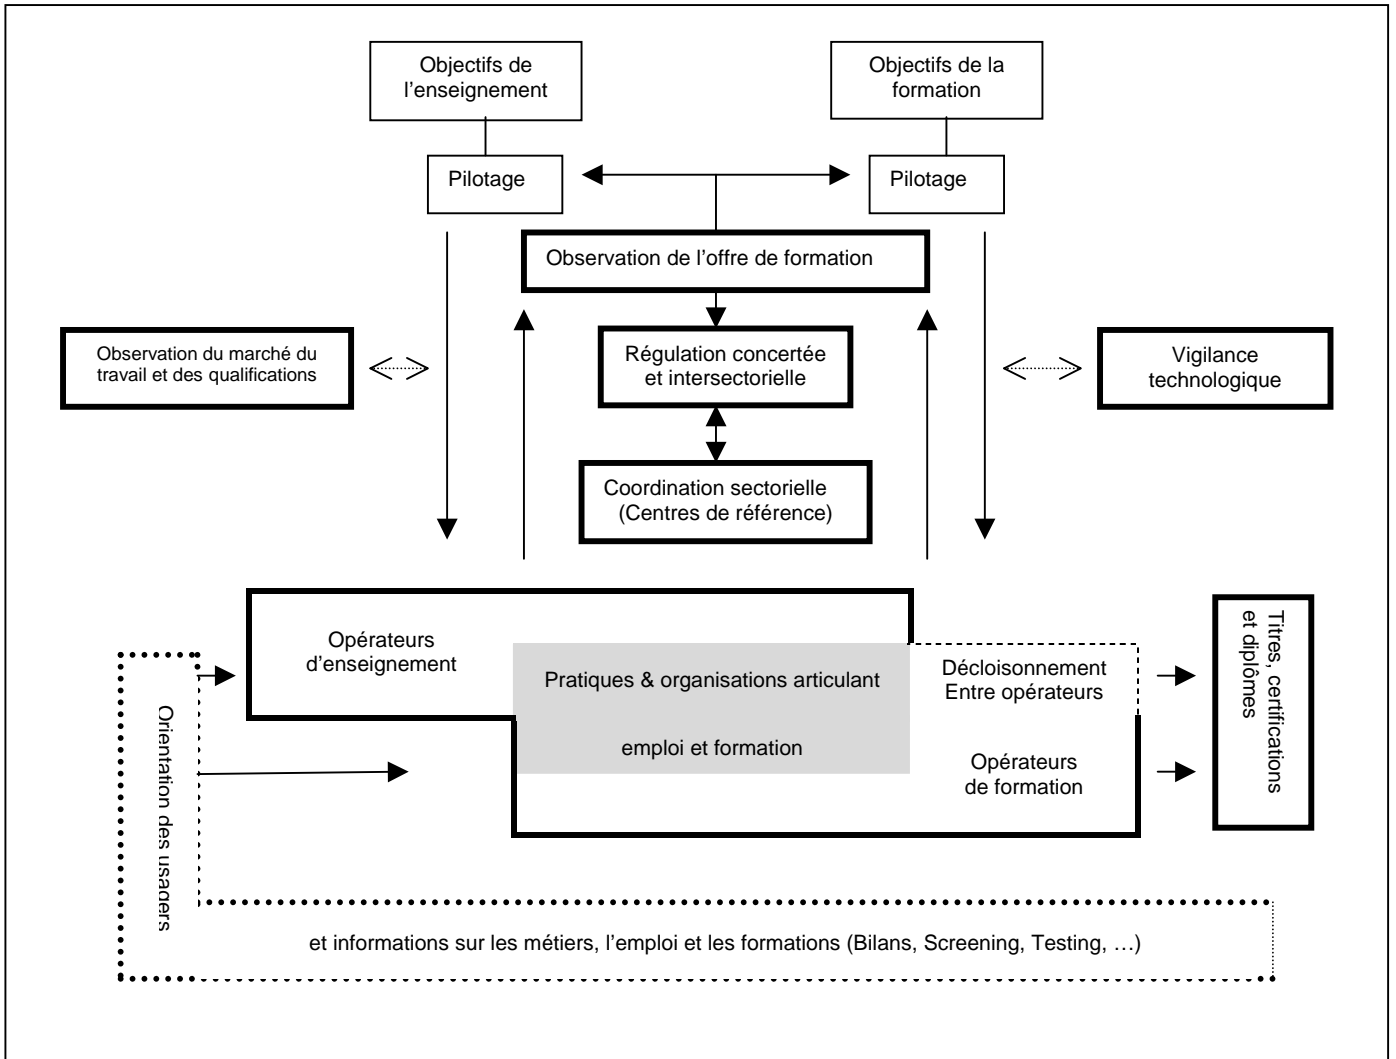 Objectifs de
l’enseignement
Objectifs de la
formation
Pilotage
Pilotage
Observation de l’offre de formation
Observation du marché du
travail et des qualifications
Régulation concertée
et intersectorielle
Vigilance
technologique
Coordination sectorielle
(Centres de référence)
Opérateurs
d’enseignement
Pratiques & organisations articulant
emploi et formation
Décloisonnement
Entre opérateurs
Opérateurs
de formation
Titres, certifications
et diplômes
Orientation des usagers
et informations sur les métiers, l’emploi et les formations (Bilans, Screening, Testing, …)